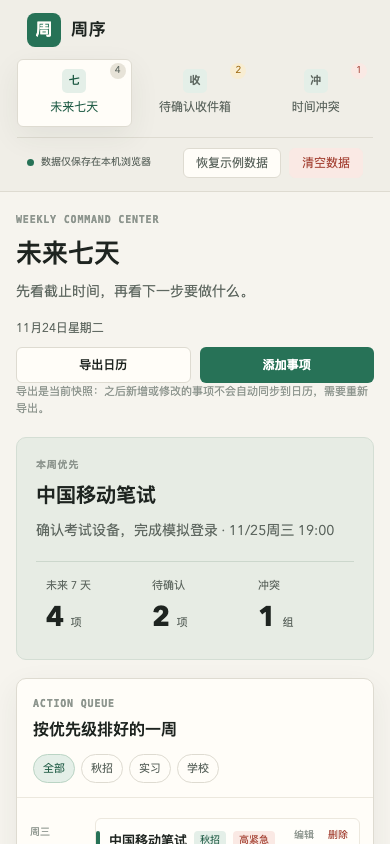 周 周序
七 4 收 2 冲 1
未来七天 待确认收件箱 时间冲突
数据仅保存在本机浏览器 恢复示例数据 清空数据
WEEKLY COMMAND CENTER
未来七天
先看截止时间，再看下一步要做什么。
11月24日星期二
导出日历 添加事项
导出是当前快照：之后新增或修改的事项不会自动同步到日历，需要重新
导出。
本周优先
中国移动笔试
确认考试设备，完成模拟登录 · 11/25周三 19:00
未来 7 天 待确认 冲突
4 项 2 项 1 组
ACTION QUEUE
按优先级排好的一周
全部 秋招 实习 学校
周三 中国移动笔试 秋招 高紧急 编辑 删除